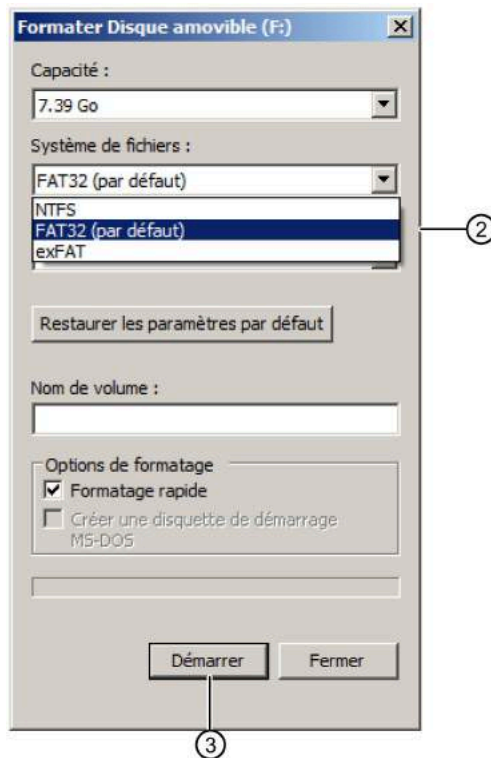 Formater Disque amovible (F:)
Capacité :
7.39 Go
Système de fichiers :
FAT32 (par défaut)
NTFS
FAT32 (par défaut)
exFAT
2
Restaurer les paramètres par défaut
Nom de volume :
Options de formatage
Formatage rapide
Créer une disquette de démarrage
MS-DOS
Démarrer
Fermer
3